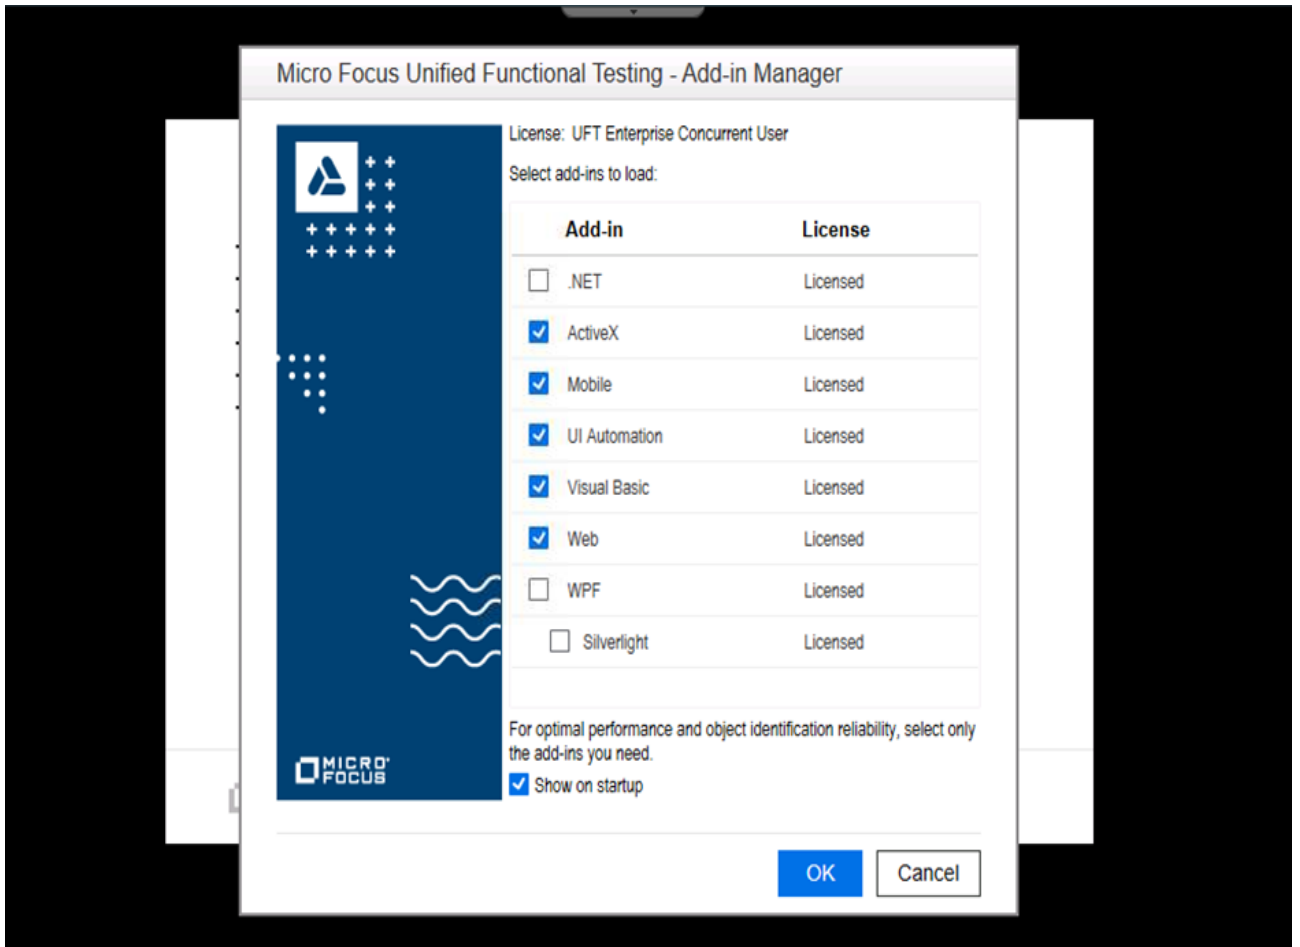 Micro Focus Unified Functional Testing - Add-in Manager
License: UFT Enterprise Concurrent User
Select add-ins to load:
Add-in License
.NET Licensed
ActiveX Licensed
Mobile Licensed
UI Automation Licensed
Visual Basic Licensed
Web Licensed
WPF Licensed
Silverlight Licensed
For optimal performance and object identification reliability, select only
the add-ins you need.
Show on startup
MICRO
FOCUS
OK Cancel